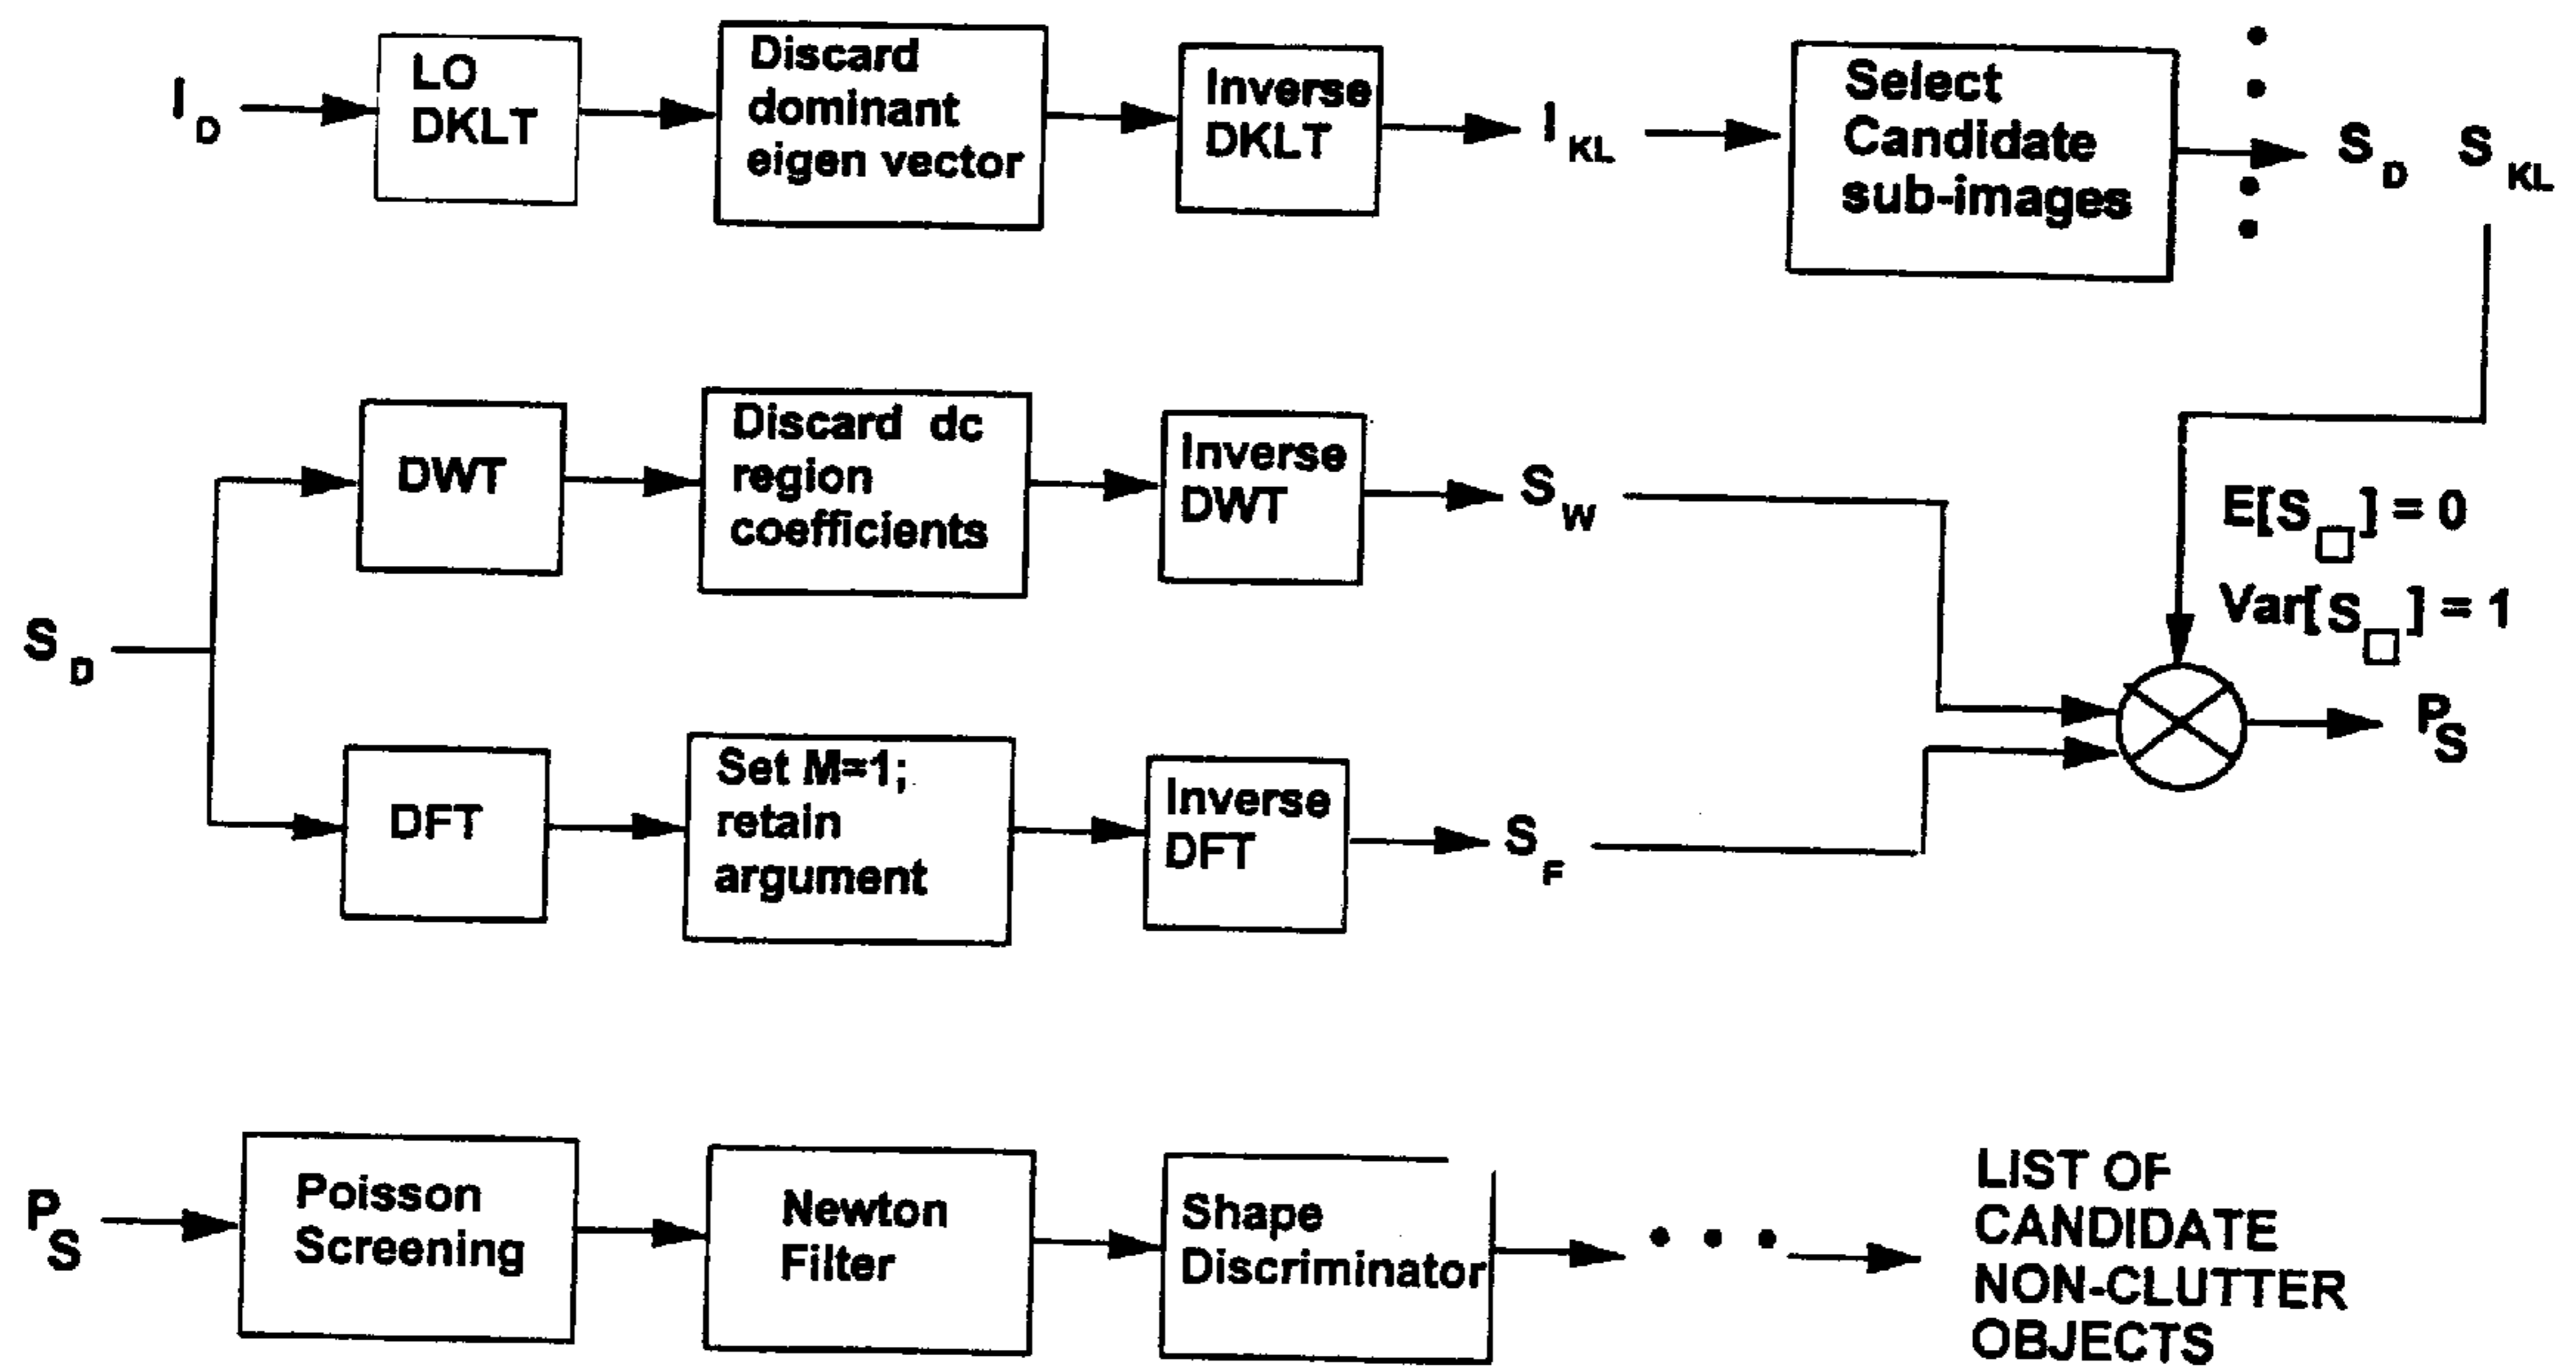 I D
LO
DKLT
Discard
dominant
eigen vector
Inverse
DKLT
I KL
Select
Candidate
sub-images
S D
S KL
DWT
Discard dc
region
coefficients
Inverse
DWT
S W
E[S □] = 0
Var[S □] = 1
S D
DFT
Set M=1;
retain
argument
Inverse
DFT
S F
P S
P S
Poisson
Screening
Newton
Filter
Shape
Discriminator
LIST OF
CANDIDATE
NON-CLUTTER
OBJECTS